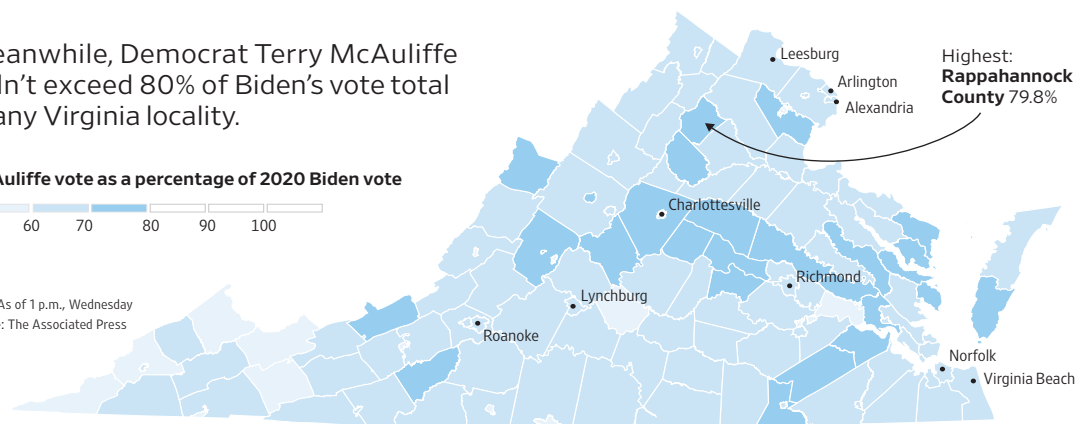 eanwhile, Democrat Terry McAuliffe
n't exceed 80% of Biden's vote total
any Virginia locality.
Auliffe vote as a percentage of 2020 Biden vote
60 70 80 90 100
As of 1 p.m., Wednesday
: The Associated Press
Leesburg
Arlington
Alexandria
Highest:
Rappahannock
County 79.8%
Charlottesville
Richmond
Lynchburg
Roanoke
Norfolk
Virginia Beach